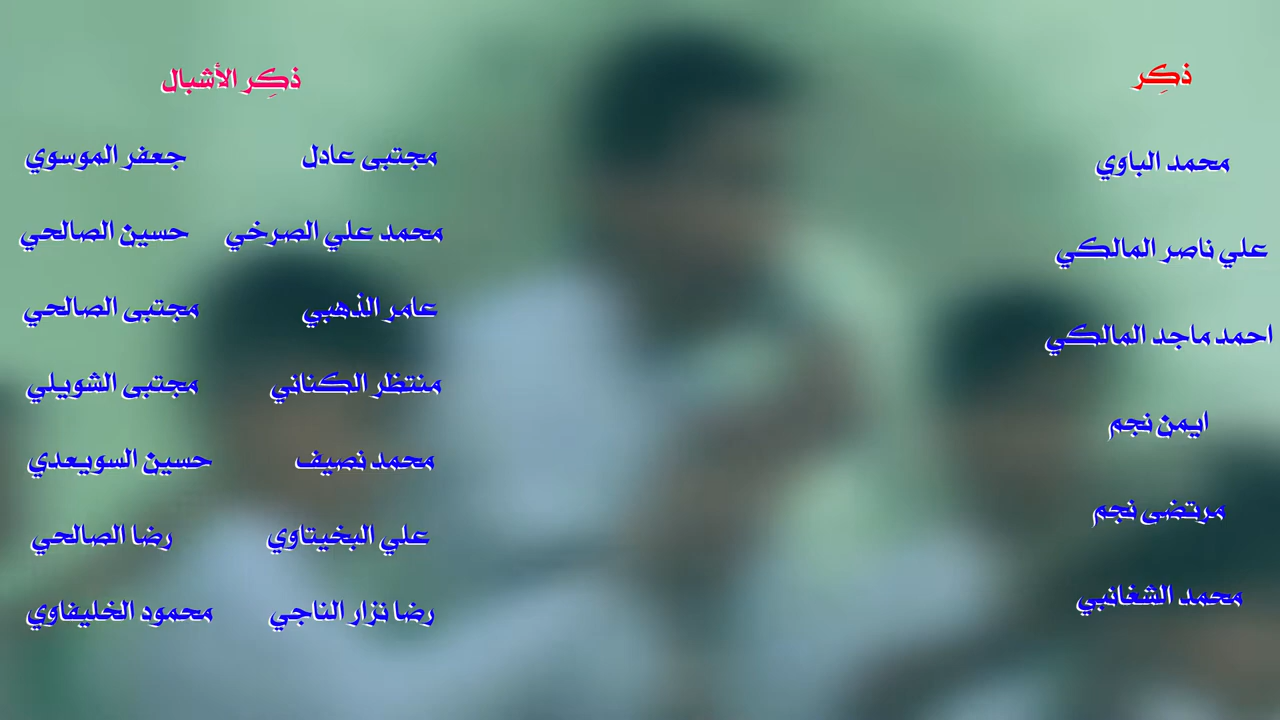 ذكِر
محمد الباوي
علي ناصر المالكي
احمد ماجد المالكي
ايمن نجم
مرتضى نجم
محمد الشغانبي
ذكِر الأشبال
مجتبى عادل
جعفر الموسوي
محمد علي الصرخي
حسين الصالحي
عامر الذهبي
مجتبى الصالحي
منتظر الكناني
مجتبى الشويلي
محمد نصيف
حسين السويعدي
علي البخيتاوي
رضا الصالحي
رضا نزار الناجي
محمود الخليفاوي